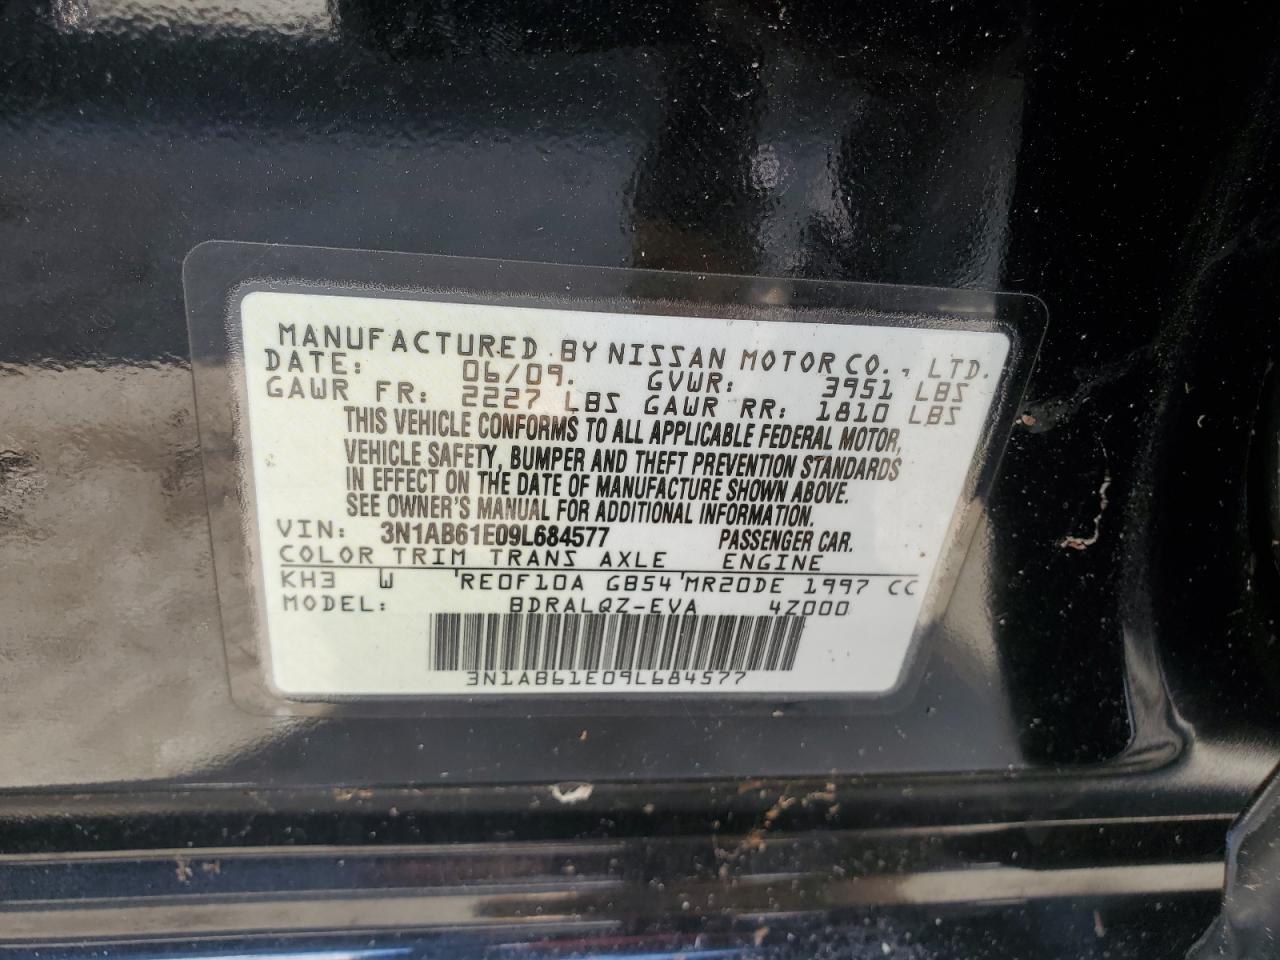 MANUFACTURED BY NISSAN MOTOR CO., LTD.
DATE: 06/09. GVWR: 3951 LBS
GAWR FR: 2227 LBS GAWR RR: 1810 LBS
THIS VEHICLE CONFORMS TO ALL APPLICABLE FEDERAL MOTOR,
VEHICLE SAFETY, BUMPER AND THEFT PREVENTION STANDARDS
IN EFFECT ON THE DATE OF MANUFACTURE SHOWN ABOVE.
SEE OWNER'S MANUAL FOR ADDITIONAL INFORMATION.
VIN: 3N1AB61E09L684577 PASSENGER CAR.
COLOR TRIM TRANS AXLE ENGINE
KH3 W RE0F10A GB54 MR20DE 1997 CC
MODEL: BDRALQZ-EVA 4Z000
3N1AB61E09L684577